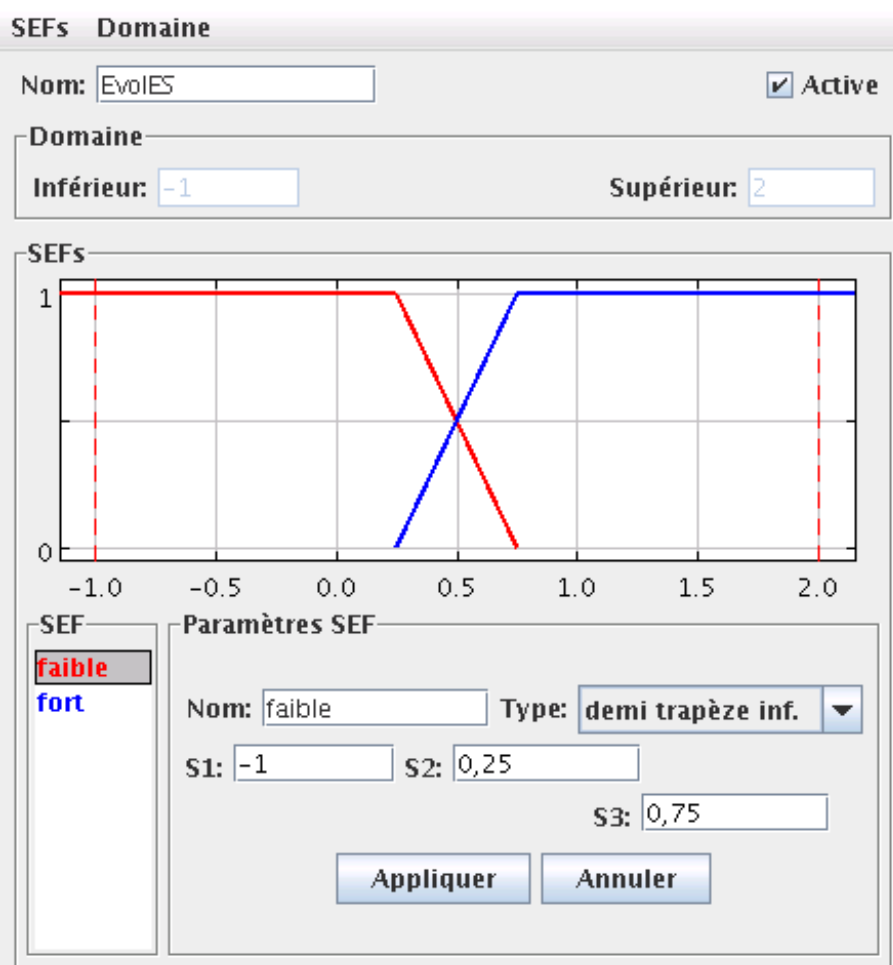 SEFs Domaine
Nom: EvolES Active
Domaine
Inférieur: -1 Supérieur: 2
SEFs
1
0
-1.0 -0.5 0.0 0.5 1.0 1.5 2.0
SEF Paramètres SEF
faible
fort
Nom: faible Type: demi trapèze inf.
S1: -1 S2: 0,25
S3: 0,75
Appliquer Annuler